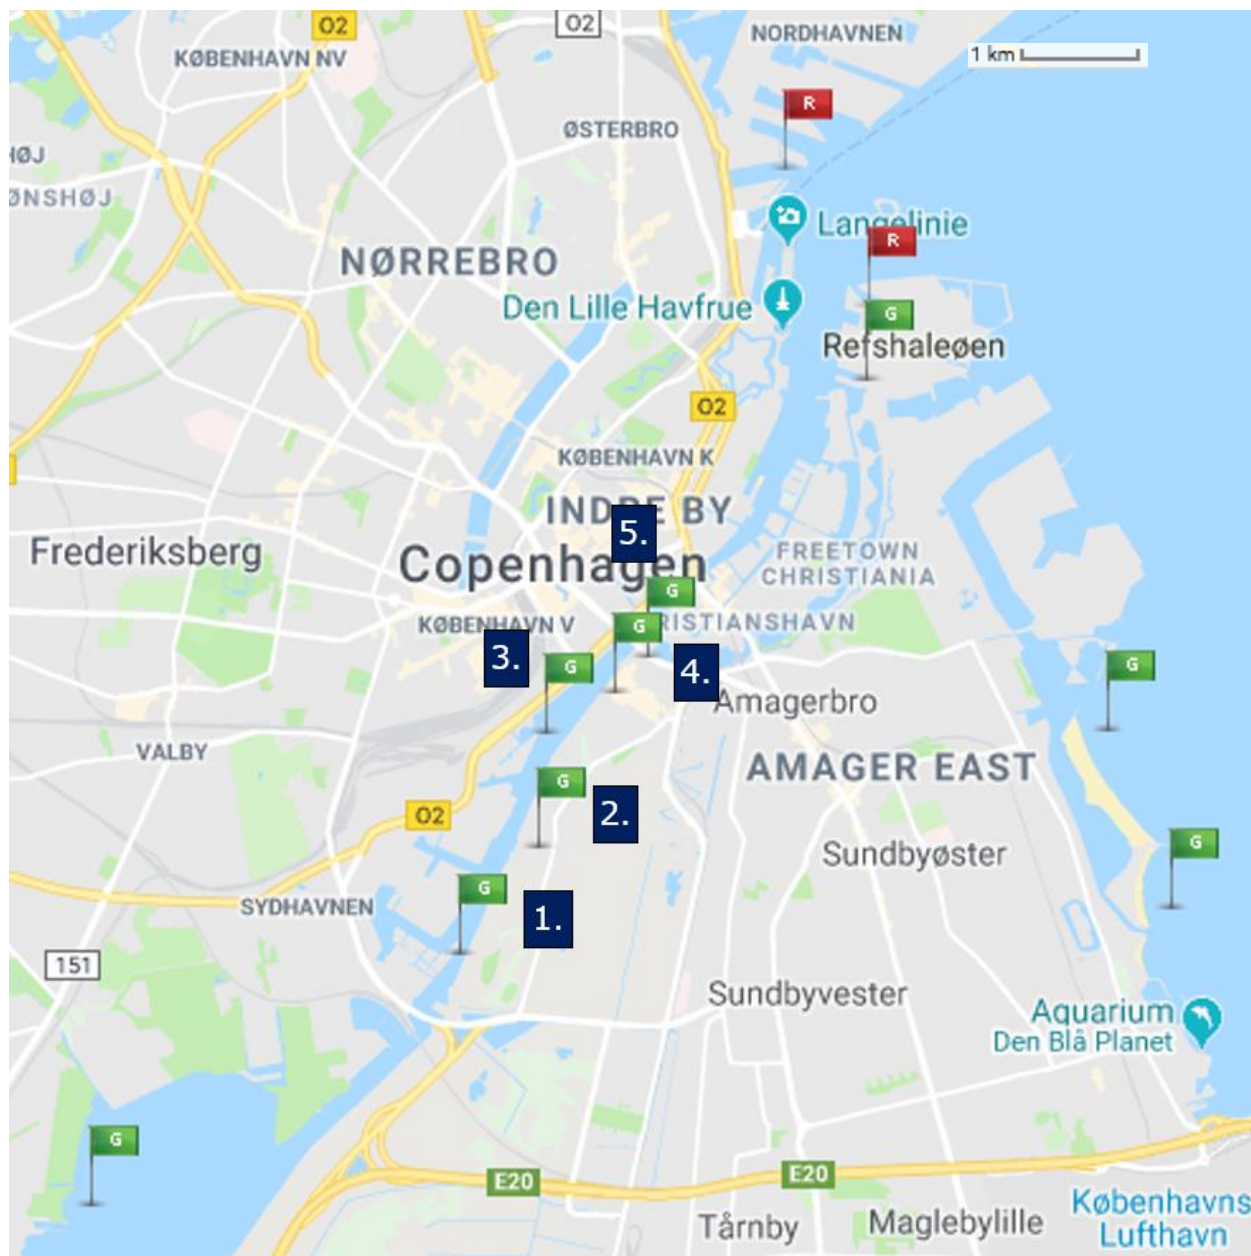 O2
O2
NORDHAVNEN
KØBENHAVN NV
1 km
R
ØSTERBRO
HØJ
ØNSHØJ
Langelinie
R
NØRREBRO
Den Lille Havfrue
G
Refshaleøen
O2
KØBENHAVN K
INDRE BY
5.
Frederiksberg
Copenhagen
FREETOWN
CHRISTIANIA
G
KØBENHAVN V
G
RISTIANSHAVN
3.
G
4.
G
Amagerbro
VALBY
AMAGER EAST
G
O2
2.
G
Sundbyøster
SYDHAVNEN
G
1.
151
Sundbyvester
Aquarium
Den Blå Planet
G
E20
E20
Københavns
Lufthavn
Tårnby
Maglebylille